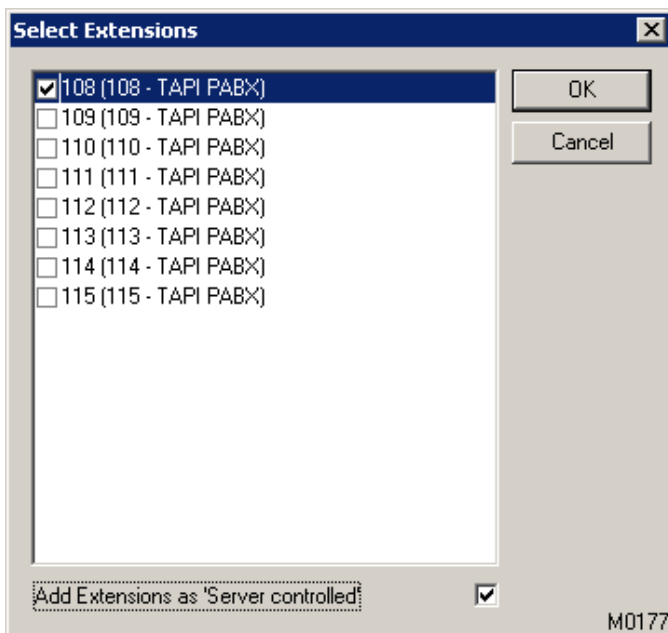 Select Extensions
108 (108 - TAPI PABX)
109 (109 - TAPI PABX)
110 (110 - TAPI PABX)
111 (111 - TAPI PABX)
112 (112 - TAPI PABX)
113 (113 - TAPI PABX)
114 (114 - TAPI PABX)
115 (115 - TAPI PABX)
OK
Cancel
Add Extensions as 'Server controlled'
M0177